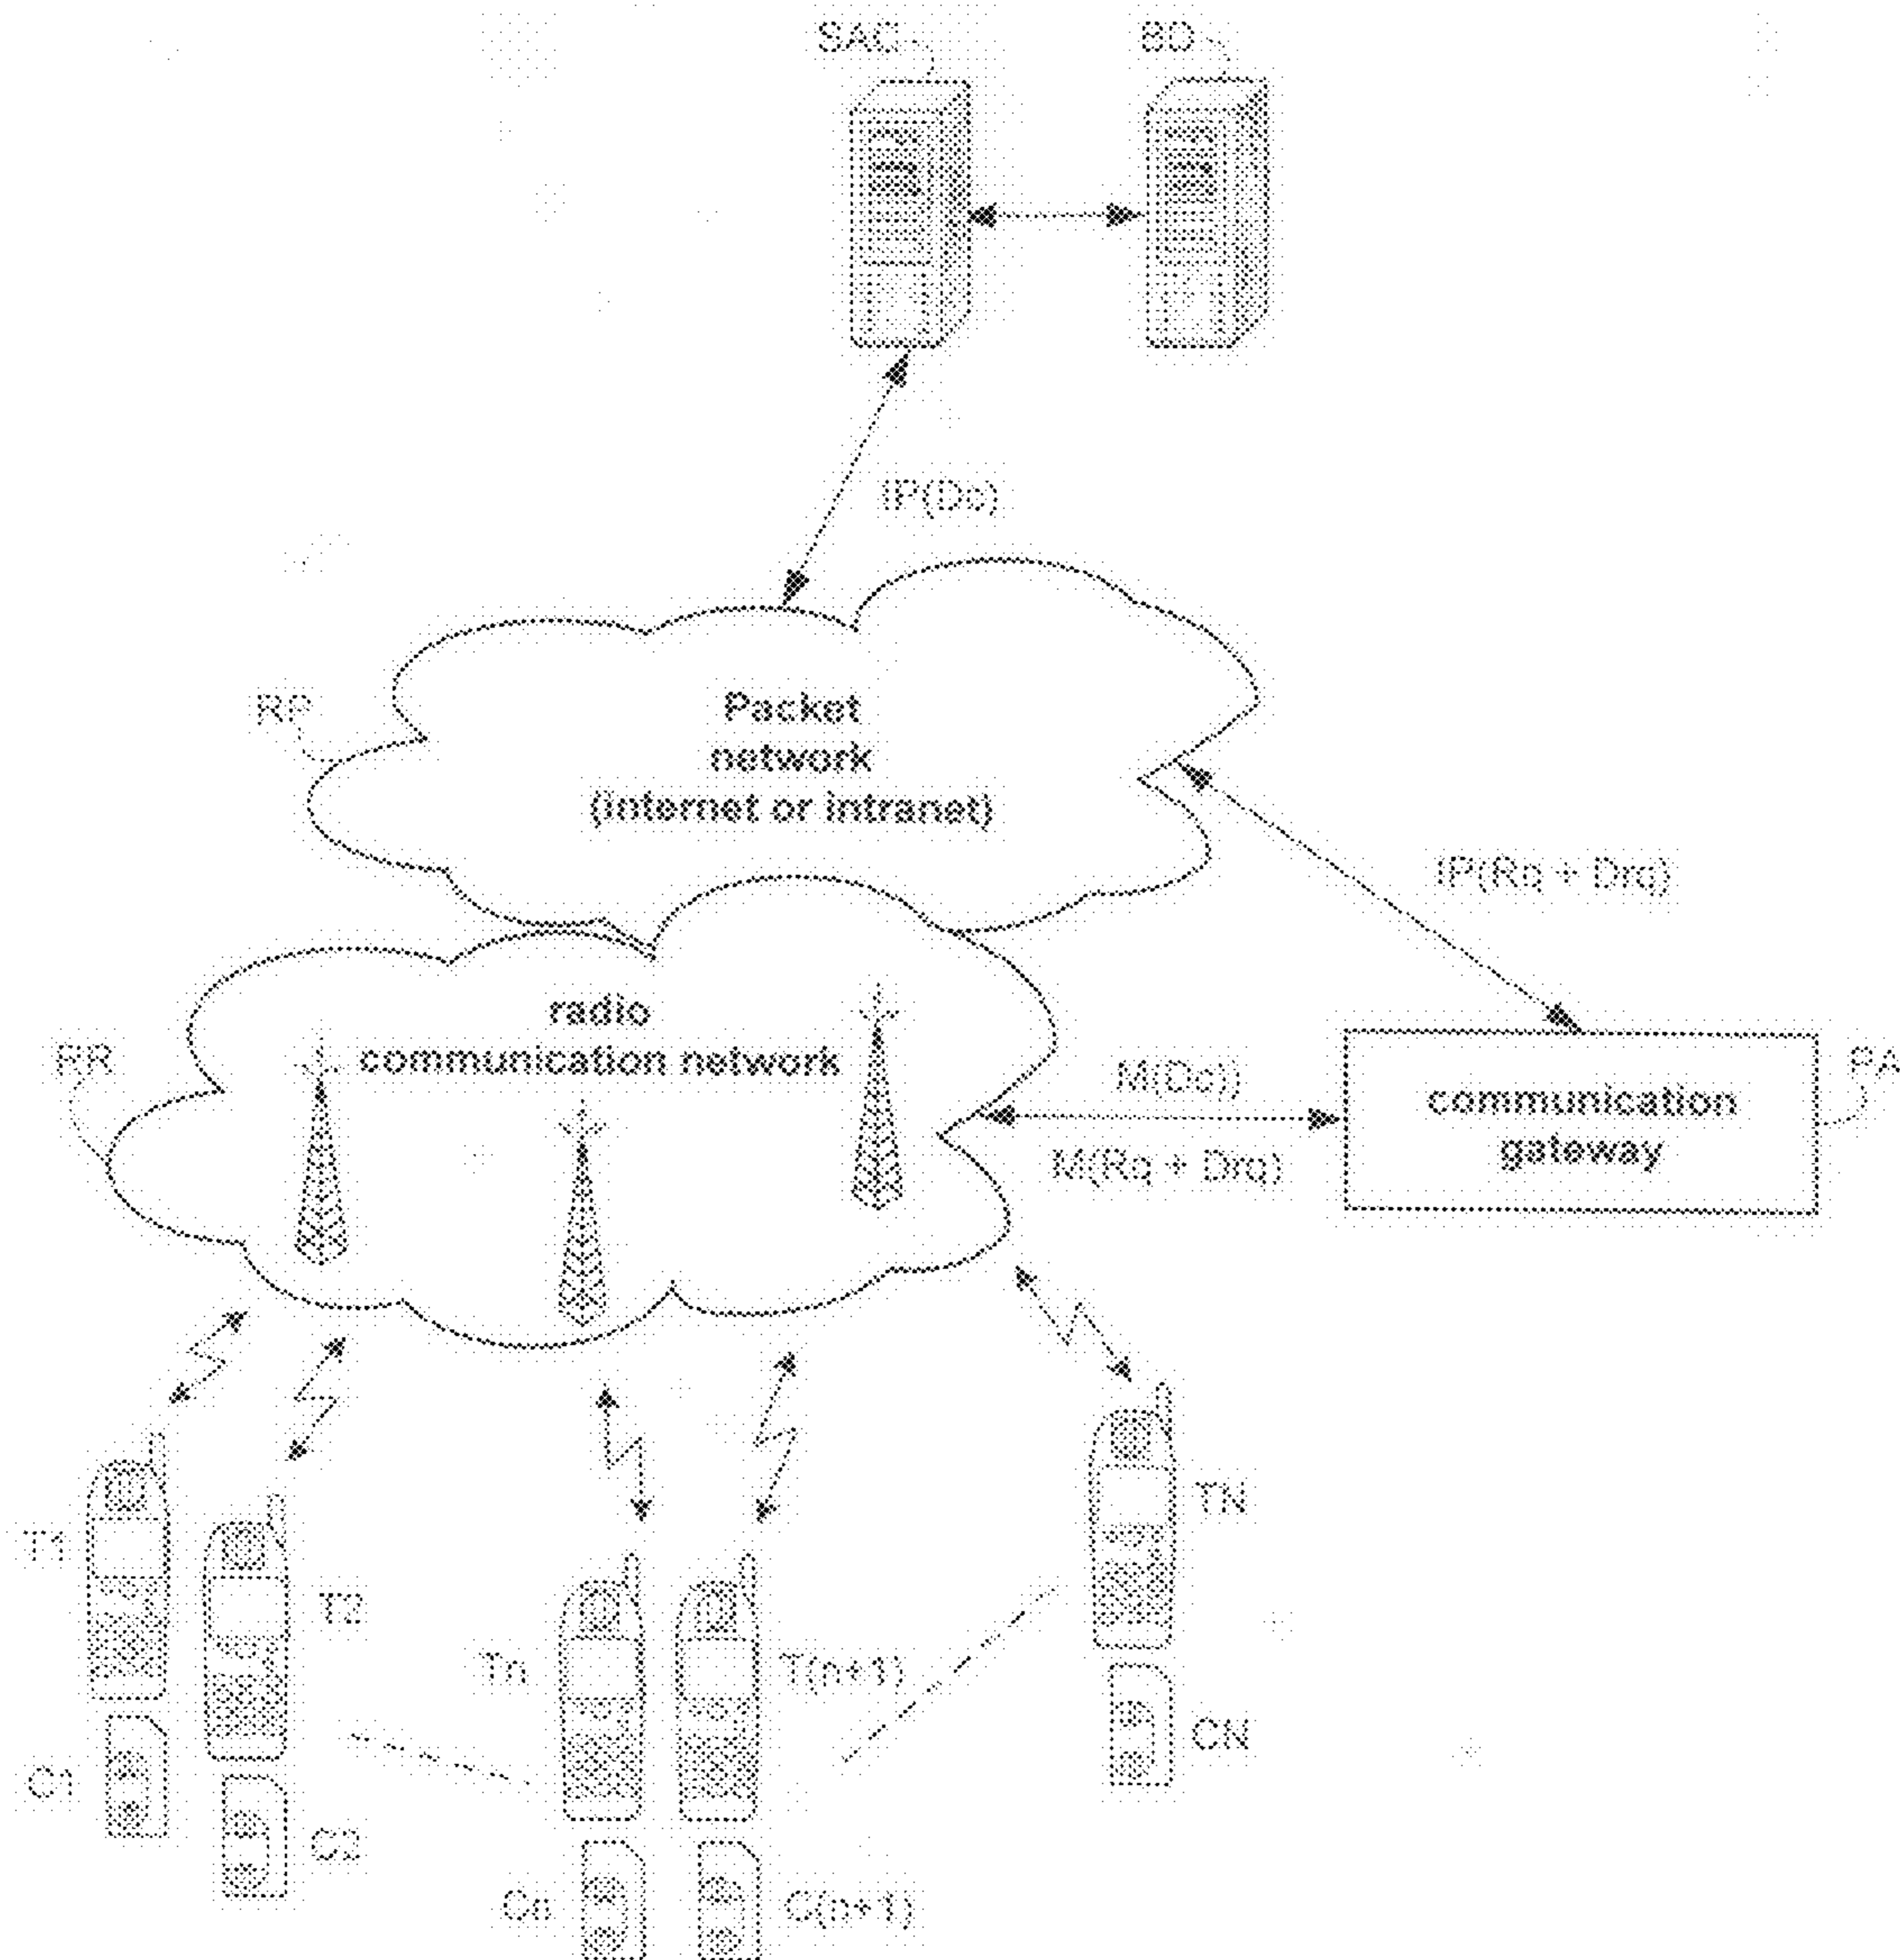 SAC
BD
IP(Dc)
RP
Packet
network
(internet or intranet)
IP(Rq + Drq)
radio
communication network
RR
M(Dc))
M(Rq + Drq)
communication
gateway
PA
T1
T2
Tn
T(n+1)
TN
C1
C2
Cn
C(n+1)
CN